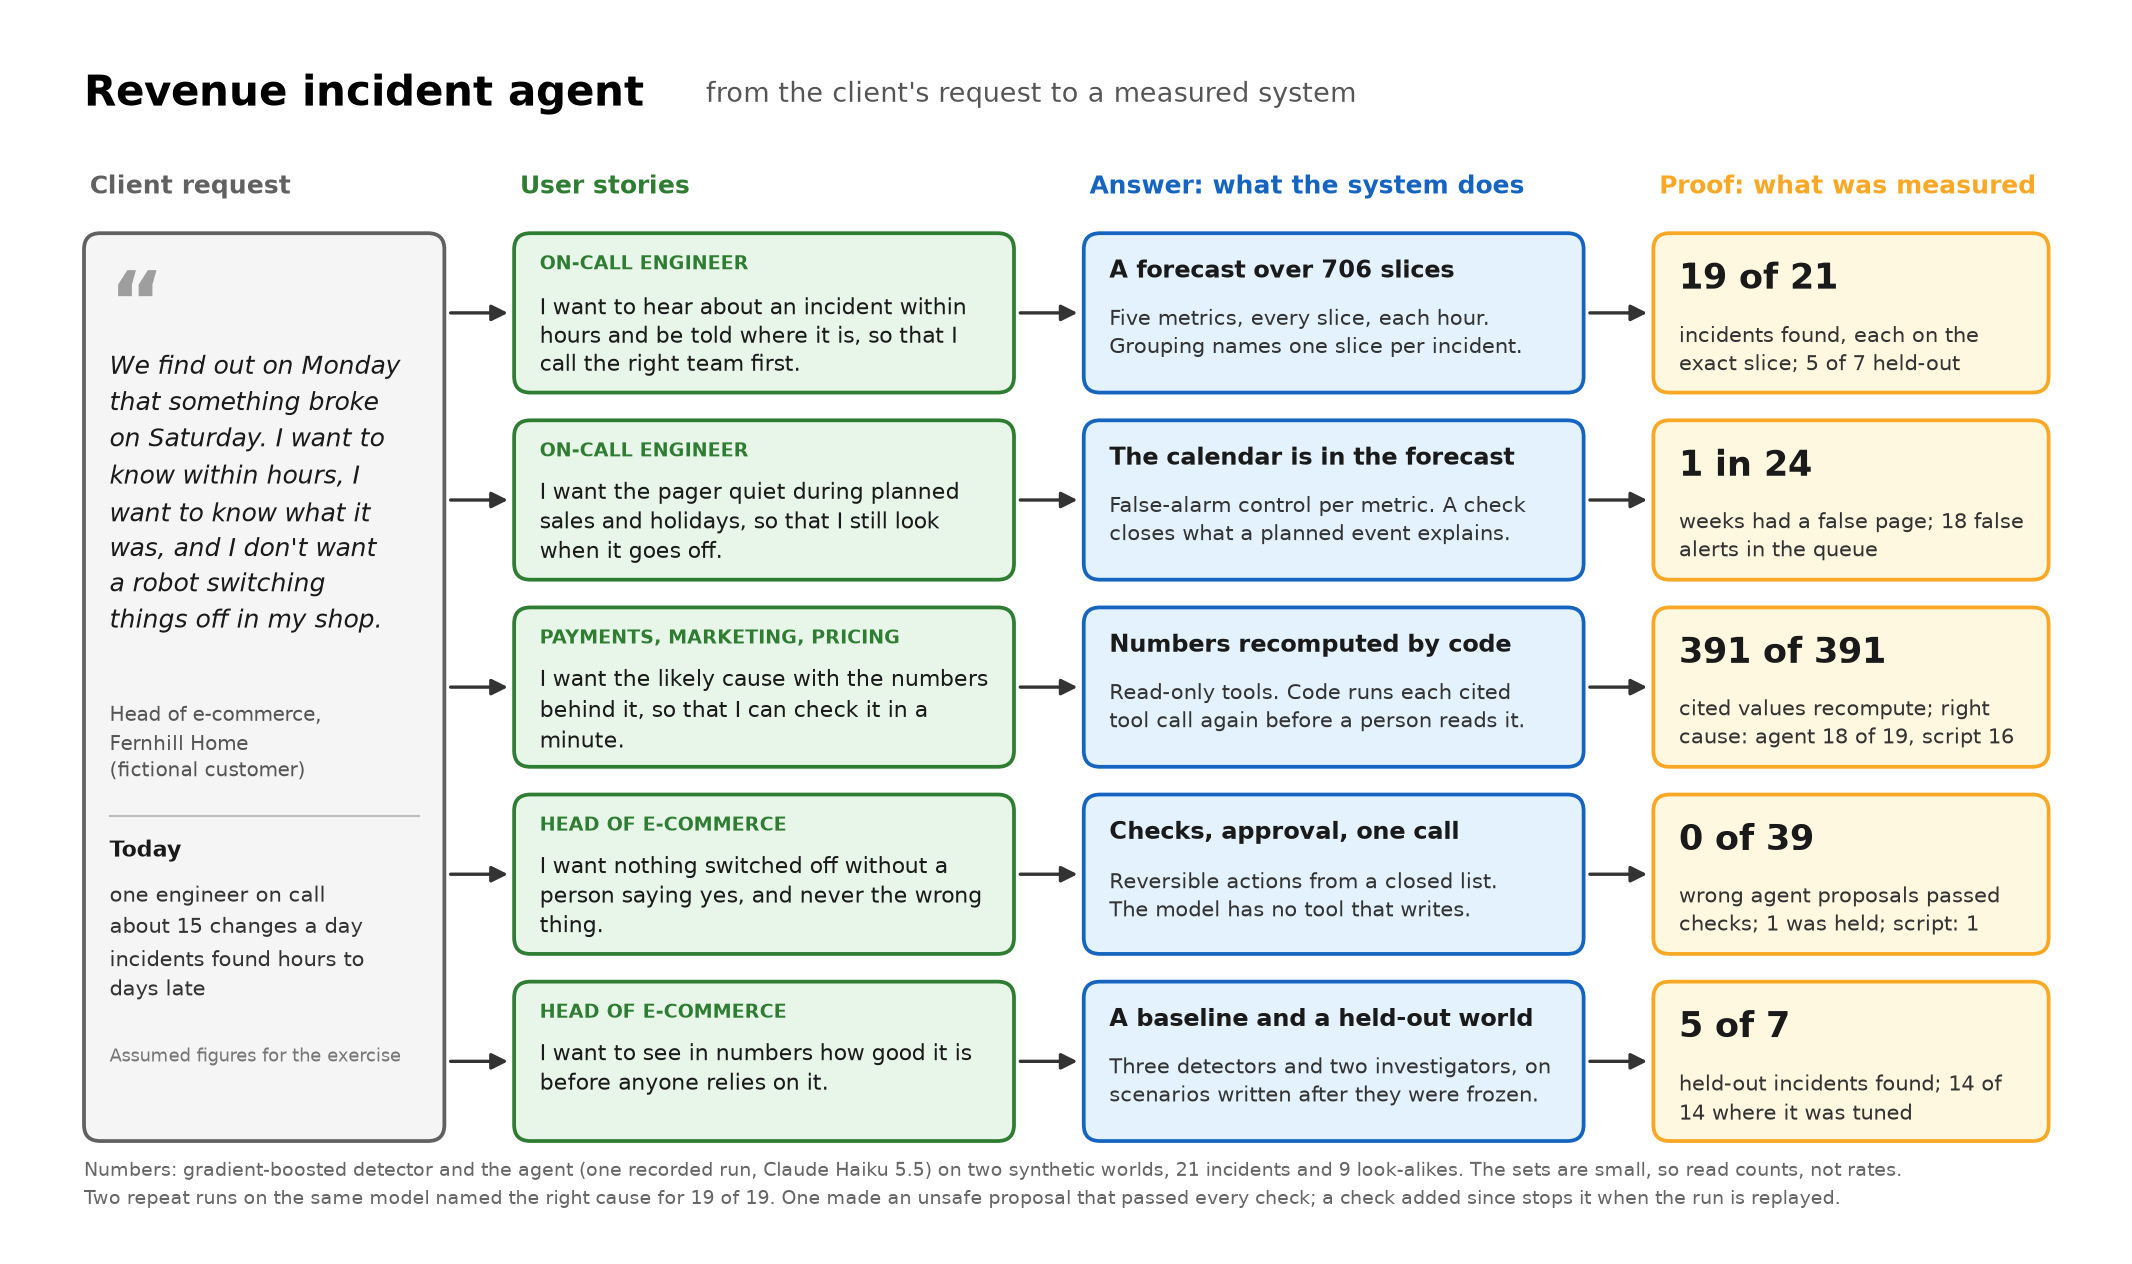 Revenue incident agent from the client's request to a measured system
Client request
“
We find out on Monday
that something broke
on Saturday. I want to
know within hours, I
want to know what it
was, and I don't want
a robot switching
things off in my shop.
Head of e-commerce,
Fernhill Home
(fictional customer)
Today
one engineer on call
about 15 changes a day
incidents found hours to
days late
Assumed figures for the exercise
User stories
ON-CALL ENGINEER
I want to hear about an incident within
hours and be told where it is, so that I
call the right team first.
ON-CALL ENGINEER
I want the pager quiet during planned
sales and holidays, so that I still look
when it goes off.
PAYMENTS, MARKETING, PRICING
I want the likely cause with the numbers
behind it, so that I can check it in a
minute.
HEAD OF E-COMMERCE
I want nothing switched off without a
person saying yes, and never the wrong
thing.
HEAD OF E-COMMERCE
I want to see in numbers how good it is
before anyone relies on it.
Answer: what the system does
A forecast over 706 slices
Five metrics, every slice, each hour.
Grouping names one slice per incident.
The calendar is in the forecast
False-alarm control per metric. A check
closes what a planned event explains.
Numbers recomputed by code
Read-only tools. Code runs each cited
tool call again before a person reads it.
Checks, approval, one call
Reversible actions from a closed list.
The model has no tool that writes.
A baseline and a held-out world
Three detectors and two investigators, on
scenarios written after they were frozen.
Proof: what was measured
19 of 21
incidents found, each on the
exact slice; 5 of 7 held-out
1 in 24
weeks had a false page; 18 false
alerts in the queue
391 of 391
cited values recompute; right
cause: agent 18 of 19, script 16
0 of 39
wrong agent proposals passed
checks; 1 was held; script: 1
5 of 7
held-out incidents found; 14 of
14 where it was tuned
Numbers: gradient-boosted detector and the agent (one recorded run, Claude Haiku 5.5) on two synthetic worlds, 21 incidents and 9 look-alikes. The sets are small, so read counts, not rates.
Two repeat runs on the same model named the right cause for 19 of 19. One made an unsafe proposal that passed every check; a check added since stops it when the run is replayed.